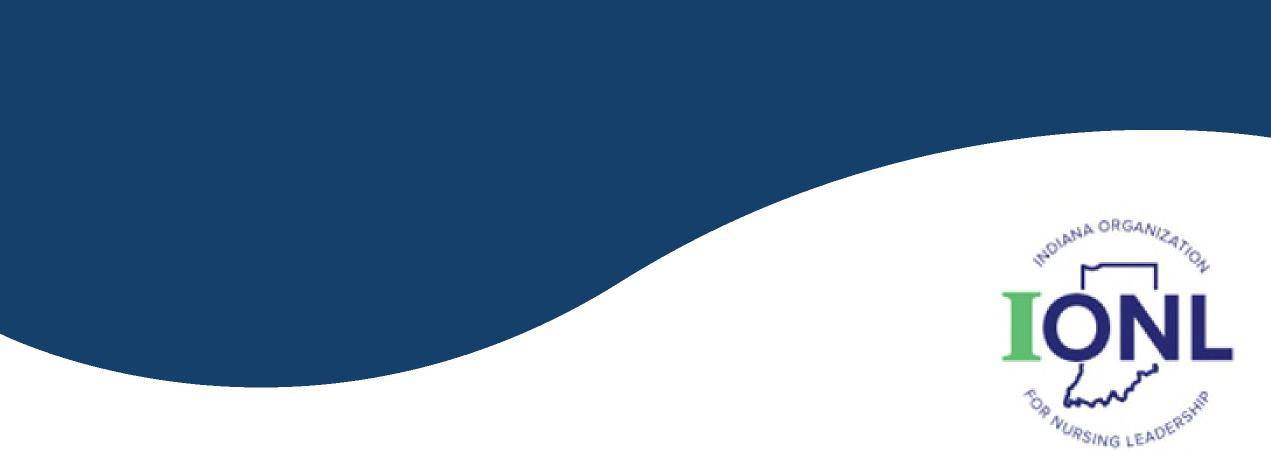 INDIANA ORGANIZATION
IONL
FOR NURSING LEADERSHIP